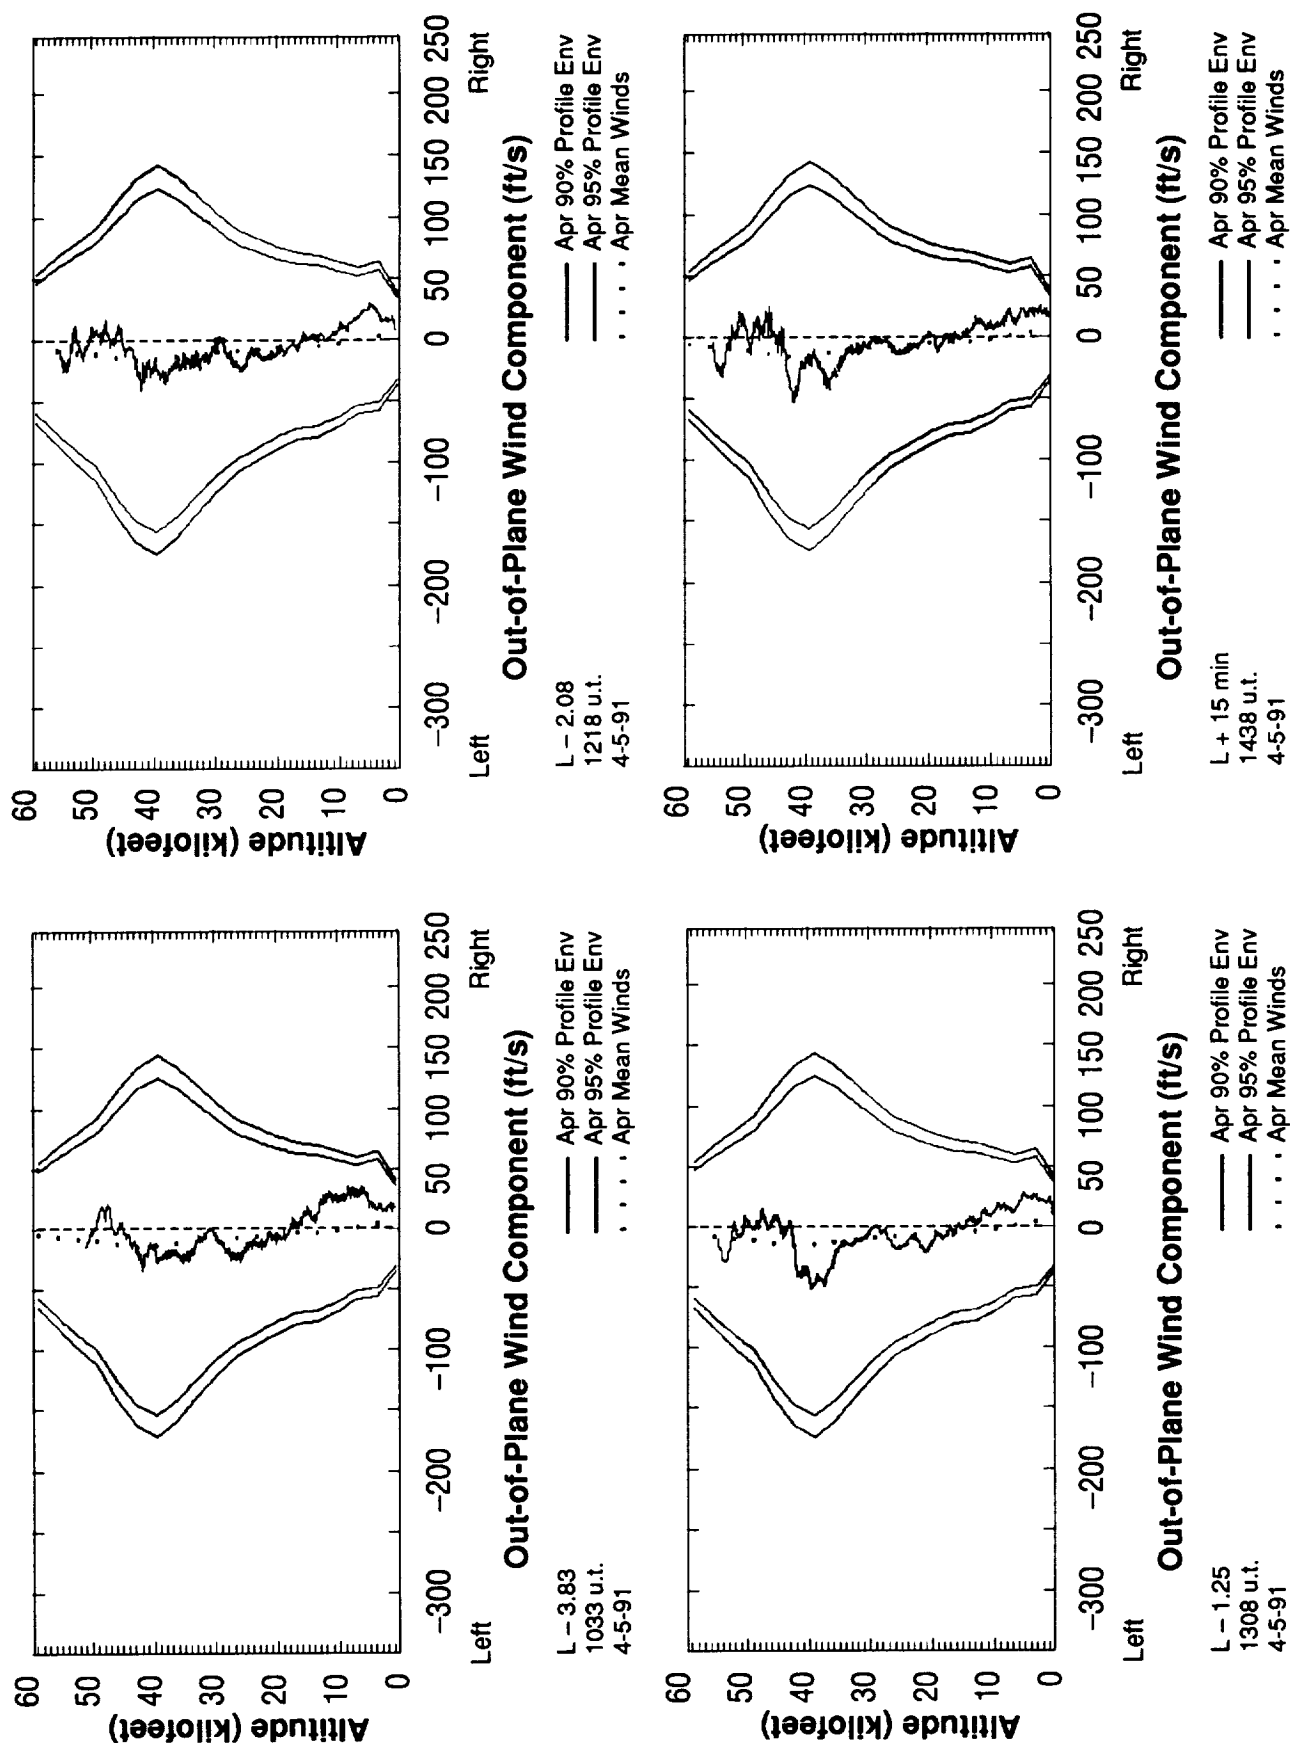 Altitude (kilofeet)
60
50
40
30
20
10
0
−300
−200
−100
0
50
100
150
200
250
Left
Right
Out-of-Plane Wind Component (ft/s)
L − 3.83
1033 u.t.
4-5-91
Apr 90% Profile Env
Apr 95% Profile Env
Apr Mean Winds
Altitude (kilofeet)
60
50
40
30
20
10
0
−300
−200
−100
0
50
100
150
200
250
Left
Right
Out-of-Plane Wind Component (ft/s)
L − 2.08
1218 u.t.
4-5-91
Apr 90% Profile Env
Apr 95% Profile Env
Apr Mean Winds
Altitude (kilofeet)
60
50
40
30
20
10
0
−300
−200
−100
0
50
100
150
200
250
Left
Right
Out-of-Plane Wind Component (ft/s)
L − 1.25
1308 u.t.
4-5-91
Apr 90% Profile Env
Apr 95% Profile Env
Apr Mean Winds
Altitude (kilofeet)
60
50
40
30
20
10
0
−300
−200
−100
0
50
100
150
200
250
Left
Right
Out-of-Plane Wind Component (ft/s)
L + 15 min
1438 u.t.
4-5-91
Apr 90% Profile Env
Apr 95% Profile Env
Apr Mean Winds